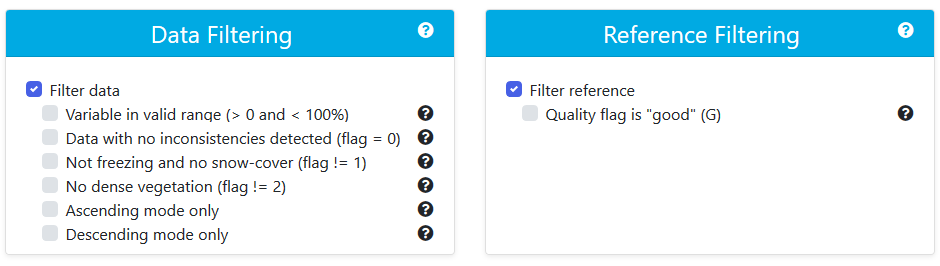 Data Filtering
Filter data
Variable in valid range (> 0 and < 100%)
Data with no inconsistencies detected (flag = 0)
Not freezing and no snow-cover (flag != 1)
No dense vegetation (flag != 2)
Ascending mode only
Descending mode only
Reference Filtering
Filter reference
Quality flag is "good" (G)